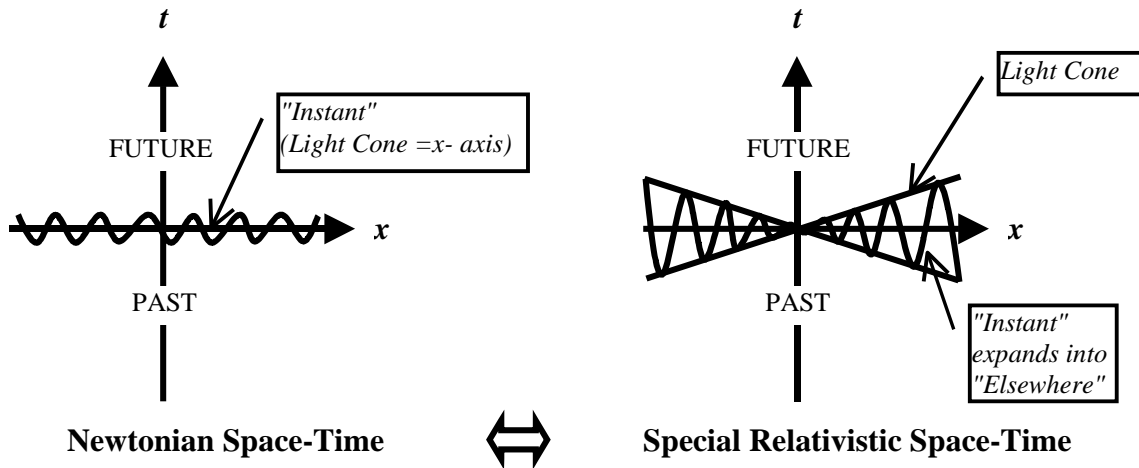 t
"Instant"
(Light Cone =x- axis)
FUTURE
x
PAST
Newtonian Space-Time
t
Light Cone
FUTURE
x
PAST
"Instant"
expands into
"Elsewhere"
Special Relativistic Space-Time